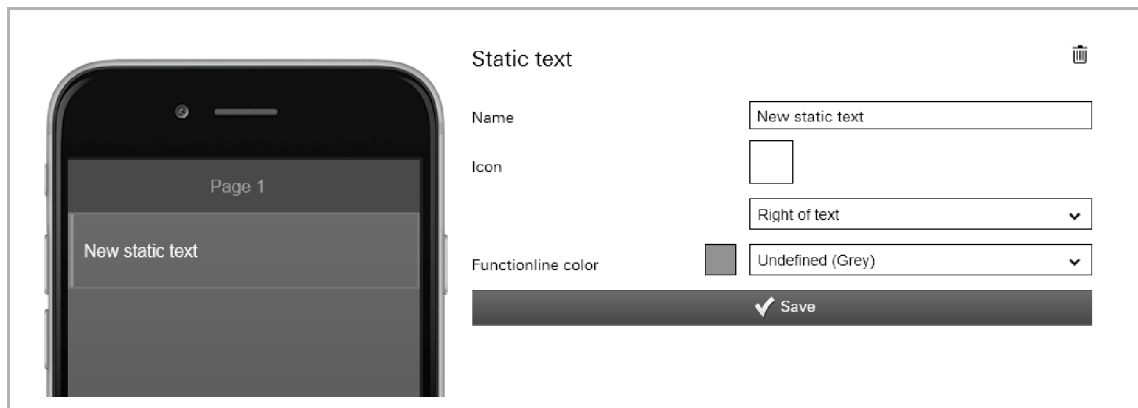 Page 1
New static text
Static text
Name
New static text
Icon
Right of text
Functionline color
Undefined (Grey)
Save